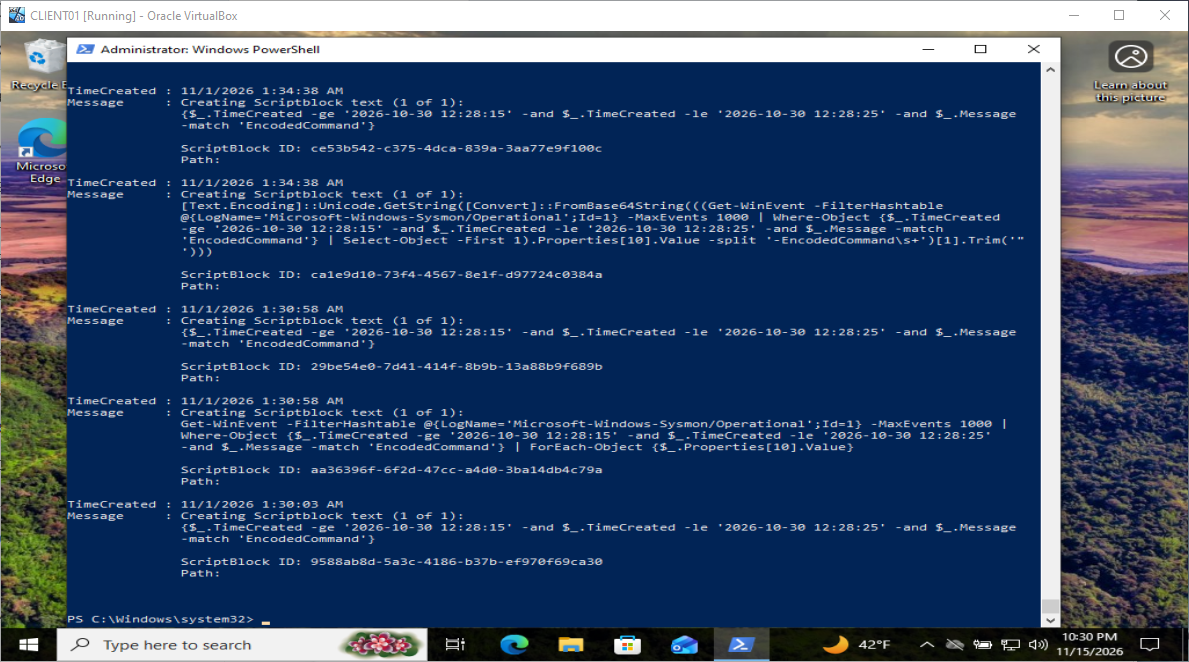 CLIENT01 [Running] - Oracle VirtualBox
Recycle
Administrator: Windows PowerShell
Learn about
this picture
Microso
Edge
TimeCreated : 11/1/2026 1:34:38 AM
Message     : Creating Scriptblock text (1 of 1):
{$_.TimeCreated -ge '2026-10-30 12:28:15' -and $_.TimeCreated -le '2026-10-30 12:28:25' -and $_.Message
-match 'EncodedCommand'}
ScriptBlock ID: ce53b542-c375-4dca-839a-3aa77e9f100c
Path:
TimeCreated : 11/1/2026 1:34:38 AM
Message     : Creating Scriptblock text (1 of 1):
[Text.Encoding]::Unicode.GetString([Convert]::FromBase64String(((Get-WinEvent -FilterHashtable
@{LogName='Microsoft-Windows-Sysmon/Operational';Id=1} -MaxEvents 1000 | Where-Object {$_.TimeCreated
-ge '2026-10-30 12:28:15' -and $_.TimeCreated -le '2026-10-30 12:28:25' -and $_.Message -match
'EncodedCommand'} | Select-Object -First 1).Properties[10].Value -split '-EncodedCommand\s+')[1].Trim('"
')))
ScriptBlock ID: ca1e9d10-73f4-4567-8e1f-d97724c0384a
Path:
TimeCreated : 11/1/2026 1:30:58 AM
Message     : Creating Scriptblock text (1 of 1):
{$_.TimeCreated -ge '2026-10-30 12:28:15' -and $_.TimeCreated -le '2026-10-30 12:28:25' -and $_.Message
-match 'EncodedCommand'}
ScriptBlock ID: 29be54e0-7d41-414f-8b9b-13a88b9f689b
Path:
TimeCreated : 11/1/2026 1:30:58 AM
Message     : Creating Scriptblock text (1 of 1):
Get-WinEvent -FilterHashtable @{LogName='Microsoft-Windows-Sysmon/Operational';Id=1} -MaxEvents 1000 |
Where-Object {$_.TimeCreated -ge '2026-10-30 12:28:15' -and $_.TimeCreated -le '2026-10-30 12:28:25'
-and $_.Message -match 'EncodedCommand'} | ForEach-Object {$_.Properties[10].Value}
ScriptBlock ID: aa36396f-6f2d-47cc-a4d0-3ba14db4c79a
Path:
TimeCreated : 11/1/2026 1:30:03 AM
Message     : Creating Scriptblock text (1 of 1):
{$_.TimeCreated -ge '2026-10-30 12:28:15' -and $_.TimeCreated -le '2026-10-30 12:28:25' -and $_.Message
-match 'EncodedCommand'}
ScriptBlock ID: 9588ab8d-5a3c-4186-b37b-ef970f69ca30
Path:
PS C:\Windows\system32>
Type here to search
42°F
10:30 PM
11/15/2026